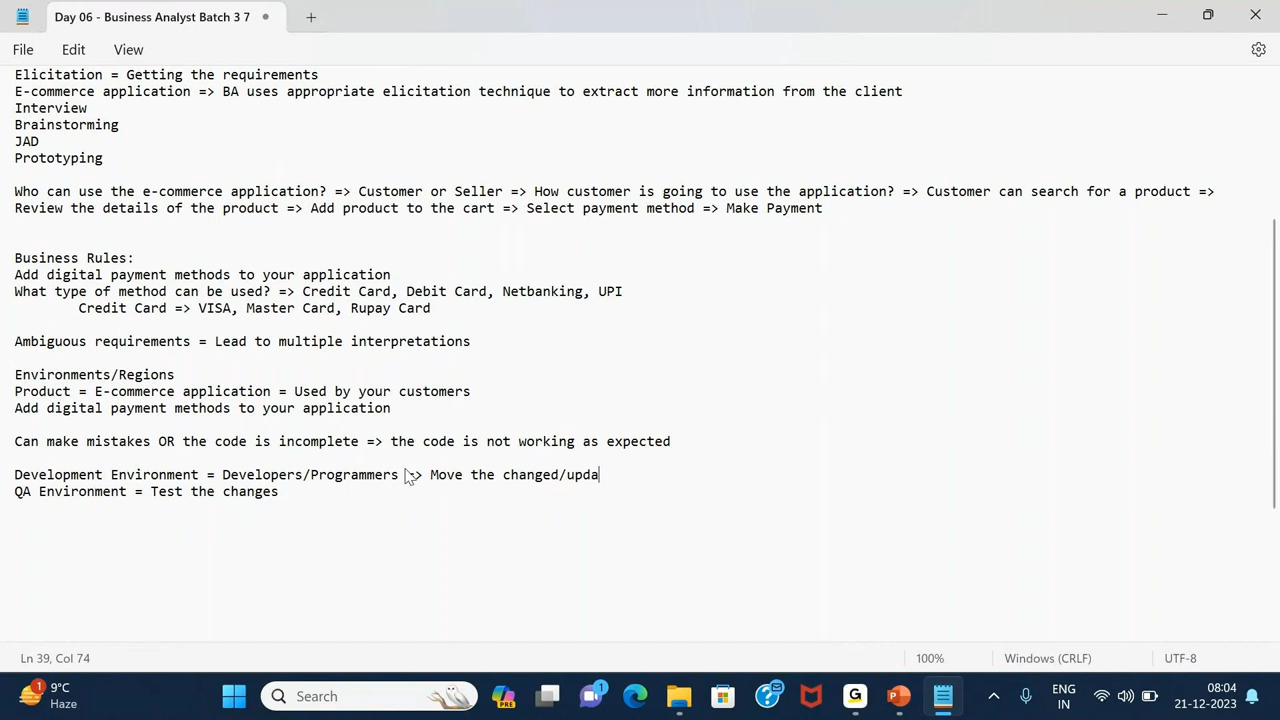 Day 06 - Business Analyst Batch 3 7
File Edit View
Elicitation = Getting the requirements
E-commerce application => BA uses appropriate elicitation technique to extract more information from the client
Interview
Brainstorming
JAD
Prototyping
Who can use the e-commerce application? => Customer or Seller => How customer is going to use the application? => Customer can search for a product =>
Review the details of the product => Add product to the cart => Select payment method => Make Payment
Business Rules:
Add digital payment methods to your application
What type of method can be used? => Credit Card, Debit Card, Netbanking, UPI
Credit Card => VISA, Master Card, Rupay Card
Ambiguous requirements = Lead to multiple interpretations
Environments/Regions
Product = E-commerce application = Used by your customers
Add digital payment methods to your application
Can make mistakes OR the code is incomplete => the code is not working as expected
Development Environment = Developers/Programmers => Move the changed/upda
QA Environment = Test the changes
Ln 39, Col 74 100% Windows (CRLF) UTF-8
1 9°C Search PRE 1 G P ENG 08:04
Haze IN 21-12-2023